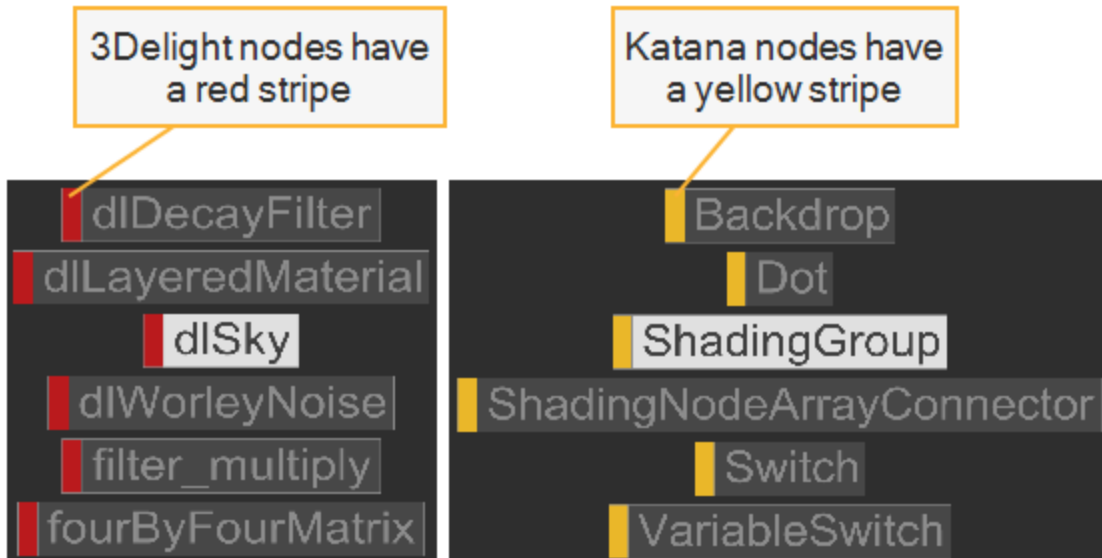 3Delight nodes have
a red stripe
Katana nodes have
a yellow stripe
dlDecayFilter
dlLayeredMaterial
dlSky
dlWorleyNoise
filter_multiply
fourByFourMatrix
Backdrop
Dot
ShadingGroup
ShadingNodeArrayConnector
Switch
VariableSwitch